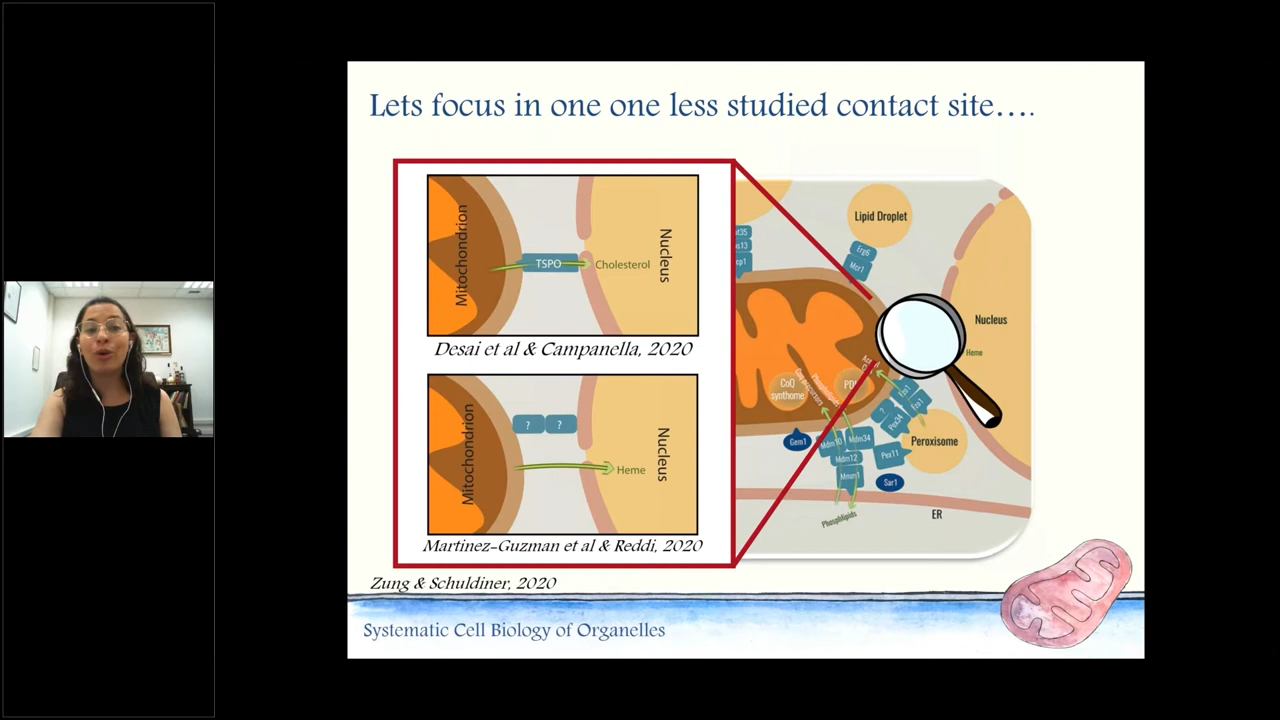 Lets focus in one one less studied contact site….
Mitochondrion
TSPO
Cholesterol
Nucleus
Desai et al & Campanella, 2020
Mitochondrion
? ?
Heme
Nucleus
Martinez-Guzman et al & Reddi, 2020
Lipid Droplet
Erg6
Mcr1
Nucleus
Heme
CoQ
synthome
Gem1
Mdm10
Mdm34
Mdm12
Mmm1
?
Pex34
Fzo1
Pex11
Peroxisome
Sar1
Phospholipids
ER
Zung & Schuldiner, 2020
Systematic Cell Biology of Organelles